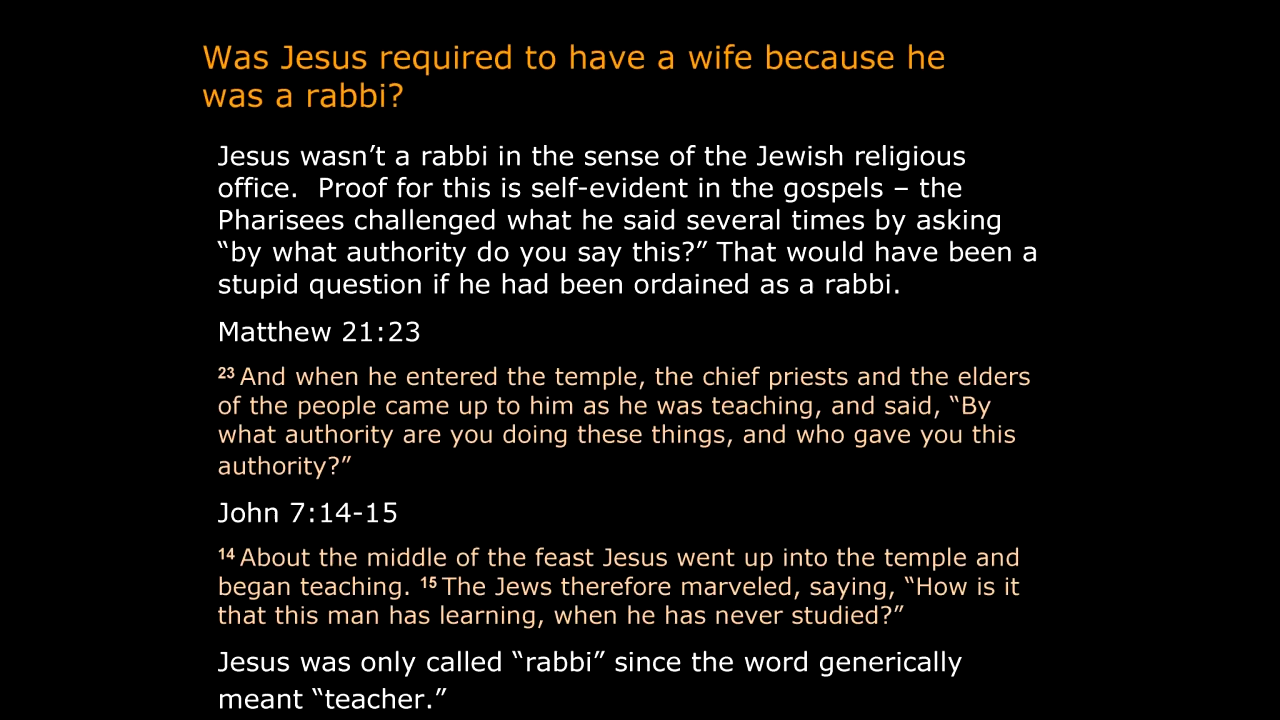 Was Jesus required to have a wife because he
was a rabbi?
Jesus wasn’t a rabbi in the sense of the Jewish religious
office.  Proof for this is self-evident in the gospels – the
Pharisees challenged what he said several times by asking
“by what authority do you say this?” That would have been a
stupid question if he had been ordained as a rabbi.
Matthew 21:23
23 And when he entered the temple, the chief priests and the elders
of the people came up to him as he was teaching, and said, “By
what authority are you doing these things, and who gave you this
authority?”
John 7:14-15
14 About the middle of the feast Jesus went up into the temple and
began teaching. 15 The Jews therefore marveled, saying, “How is it
that this man has learning, when he has never studied?”
Jesus was only called “rabbi” since the word generically
meant “teacher.”